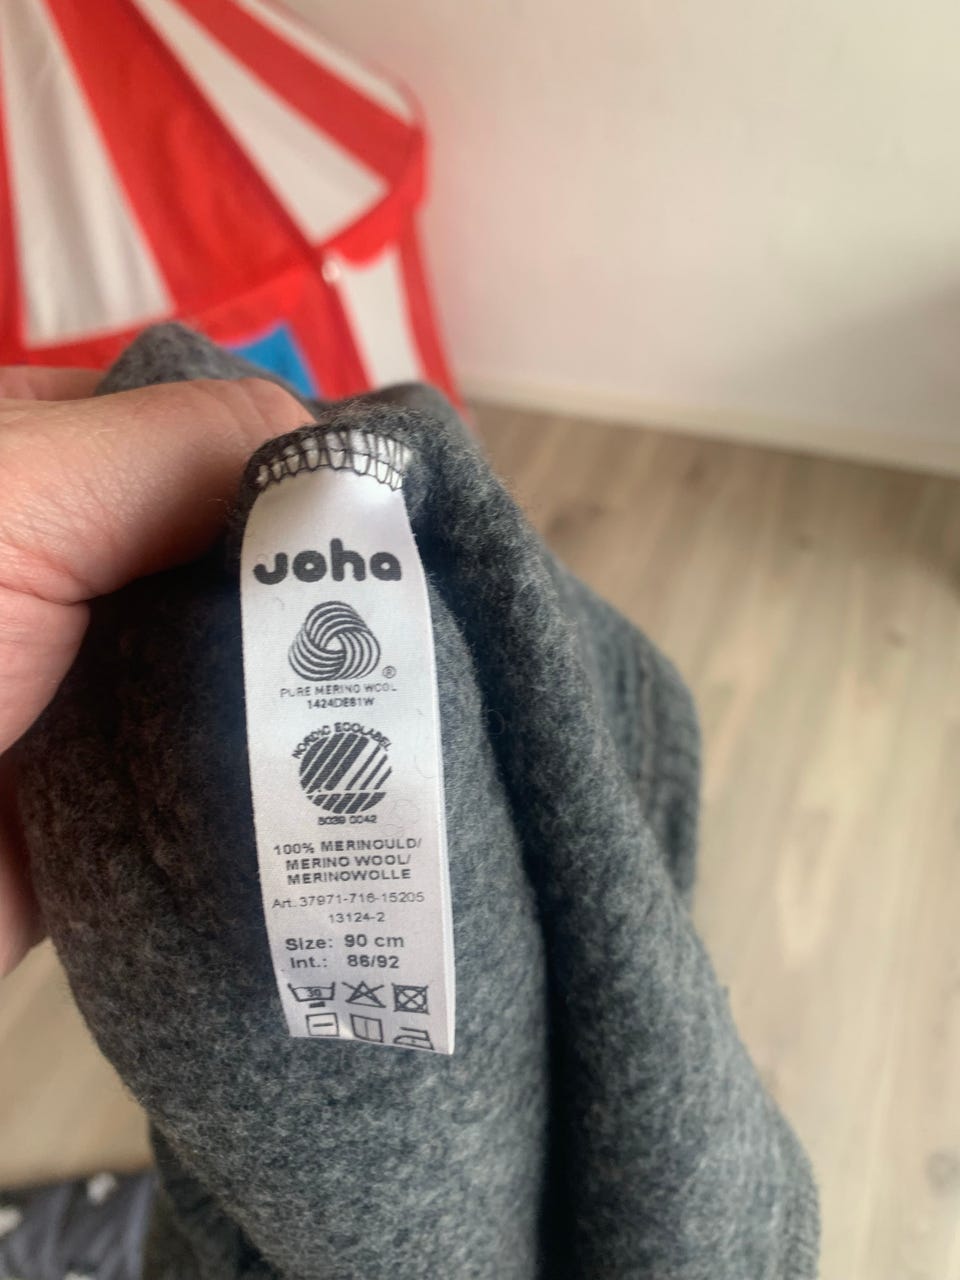 Joha
®
PURE MERINO WOOL
1424DE81W
NORDIC ECOLABEL
5039 0042
100% MERINOULD/
MERINO WOOL/
MERINOWOLLE
Art. 37971-716-15205
13124-2
Size: 90 cm
Int.: 86/92
30